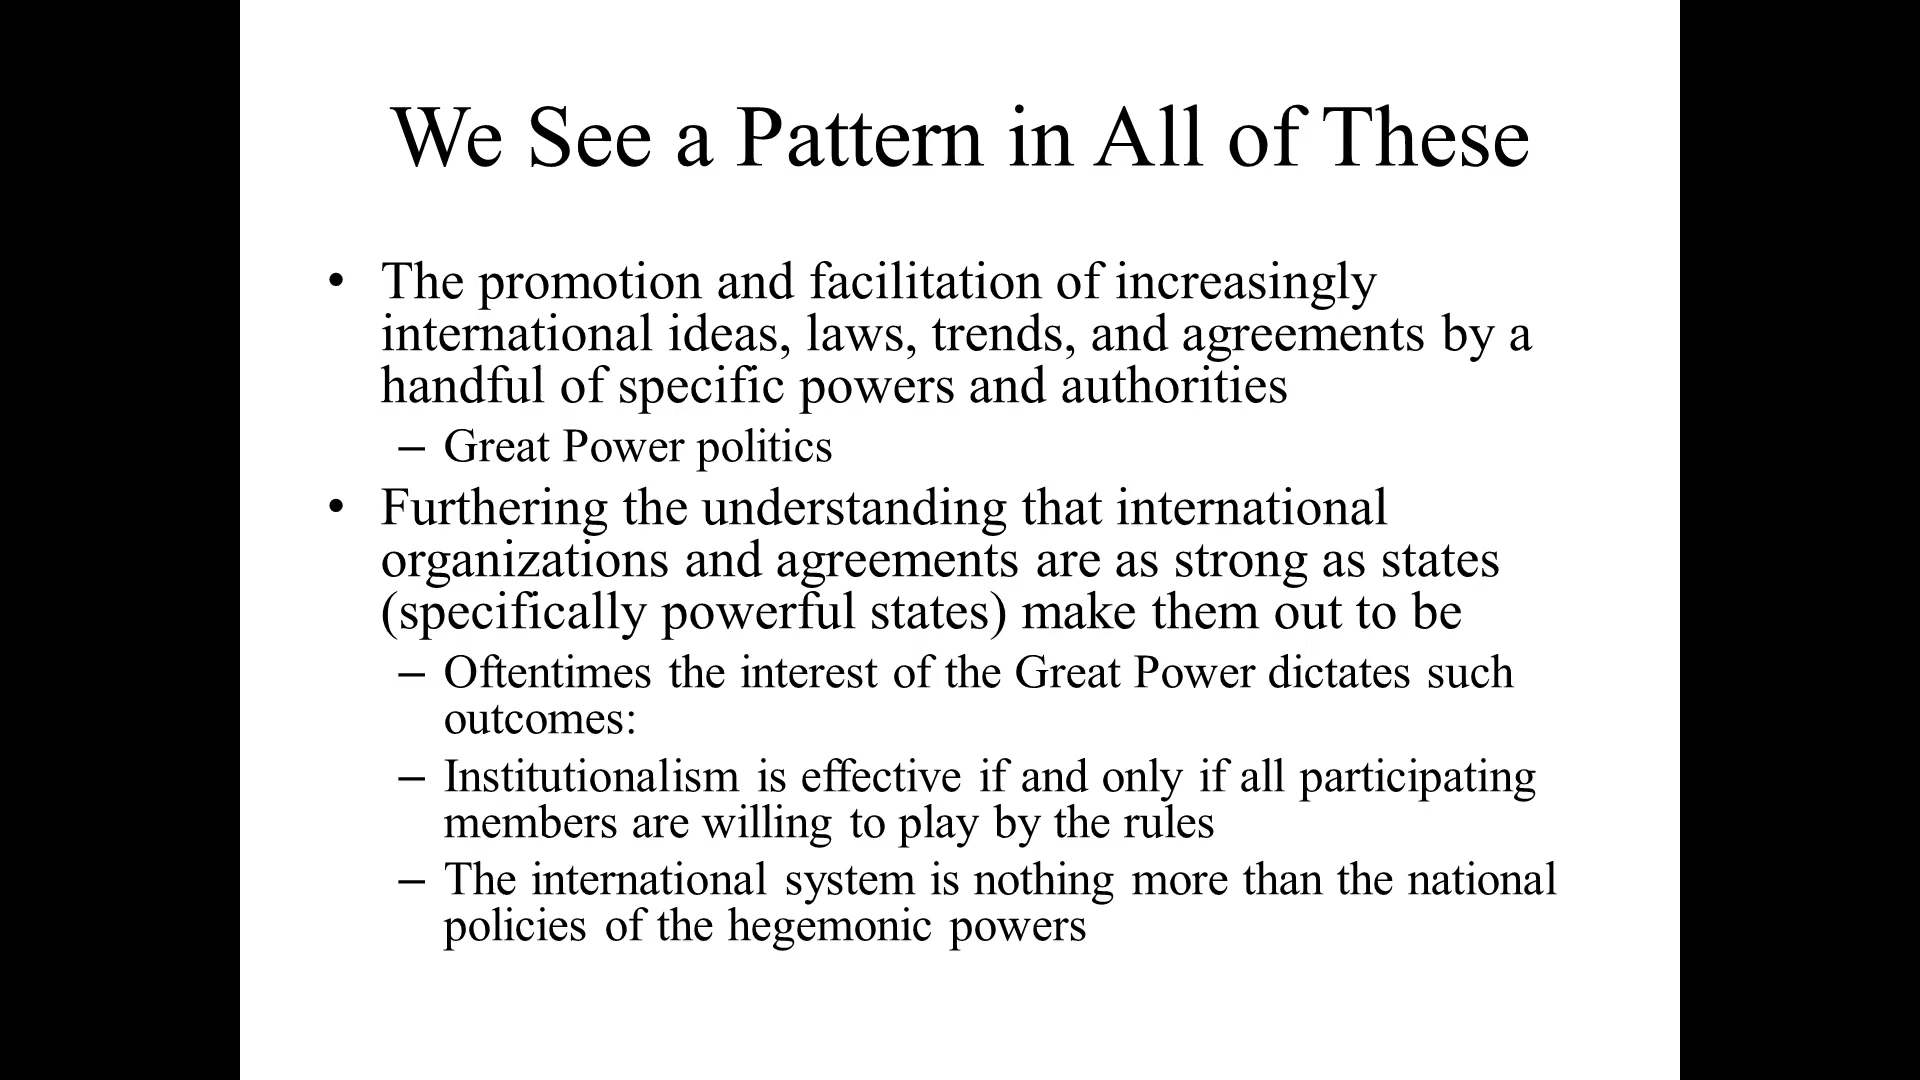 We See a Pattern in All of These
• The promotion and facilitation of increasingly
international ideas, laws, trends, and agreements by a
handful of specific powers and authorities
– Great Power politics
• Furthering the understanding that international
organizations and agreements are as strong as states
(specifically powerful states) make them out to be
– Oftentimes the interest of the Great Power dictates such
outcomes:
– Institutionalism is effective if and only if all participating
members are willing to play by the rules
– The international system is nothing more than the national
policies of the hegemonic powers